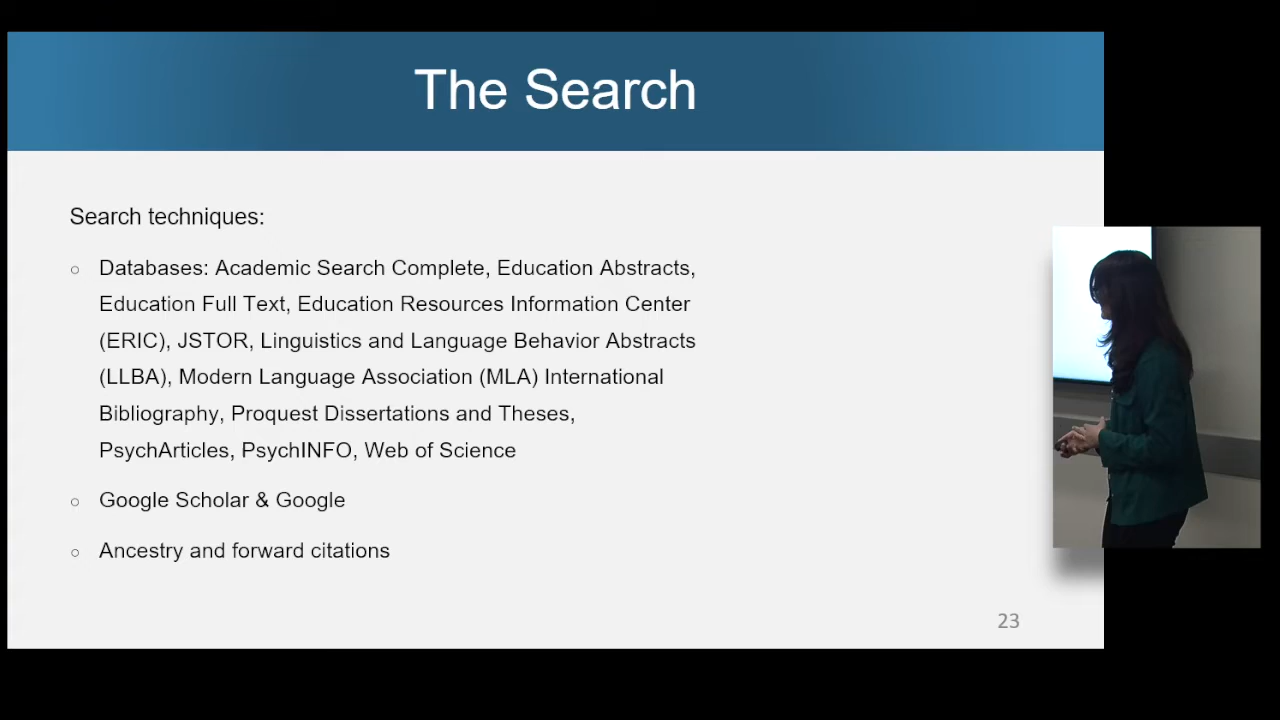 The Search
Search techniques:
○ Databases: Academic Search Complete, Education Abstracts,
Education Full Text, Education Resources Information Center
(ERIC), JSTOR, Linguistics and Language Behavior Abstracts
(LLBA), Modern Language Association (MLA) International
Bibliography, Proquest Dissertations and Theses,
PsychArticles, PsychINFO, Web of Science
○ Google Scholar & Google
○ Ancestry and forward citations
23